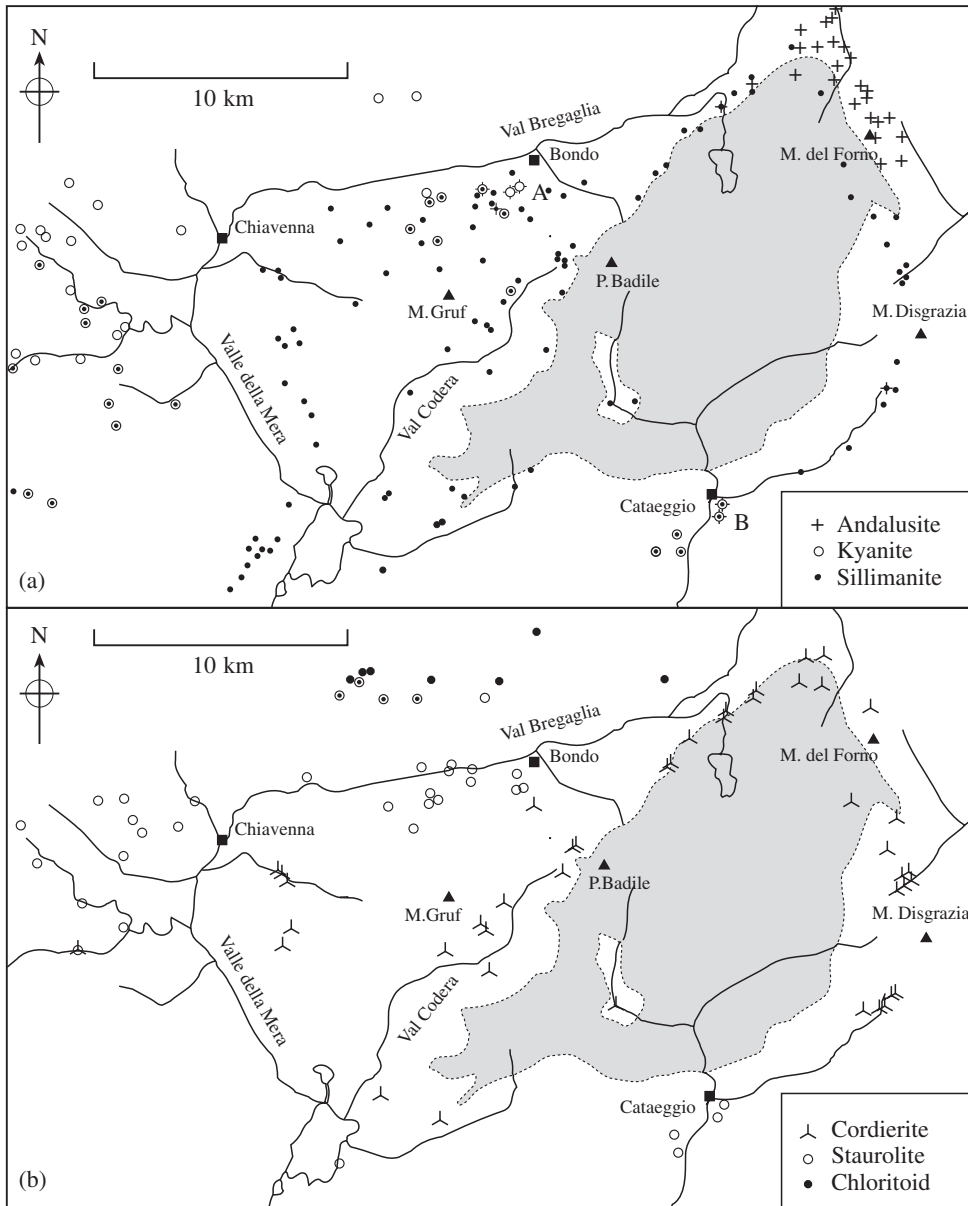 N
10 km
Val Bregaglia
Bondo
A
M. del Forno
Chiavenna
P. Badile
M. Gruf
M. Disgrazia
Valle della Mera
Val Codera
Cataeggio
B
Andalusite
Kyanite
Sillimanite
(a)
N
10 km
Val Bregaglia
Bondo
M. del Forno
Chiavenna
P.Badile
M.Gruf
M. Disgrazia
Valle della Mera
Val Codera
Cataeggio
Cordierite
Staurolite
Chloritoid
(b)